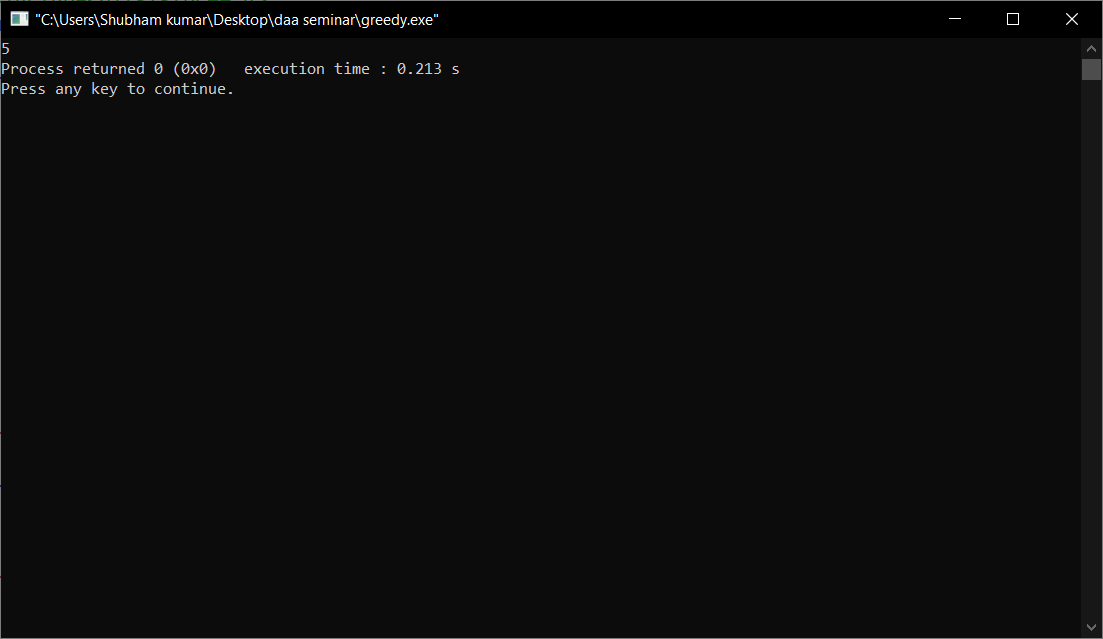 "C:\Users\Shubham kumar\Desktop\daa seminar\greedy.exe"
5
Process returned 0 (0x0)   execution time : 0.213 s
Press any key to continue.